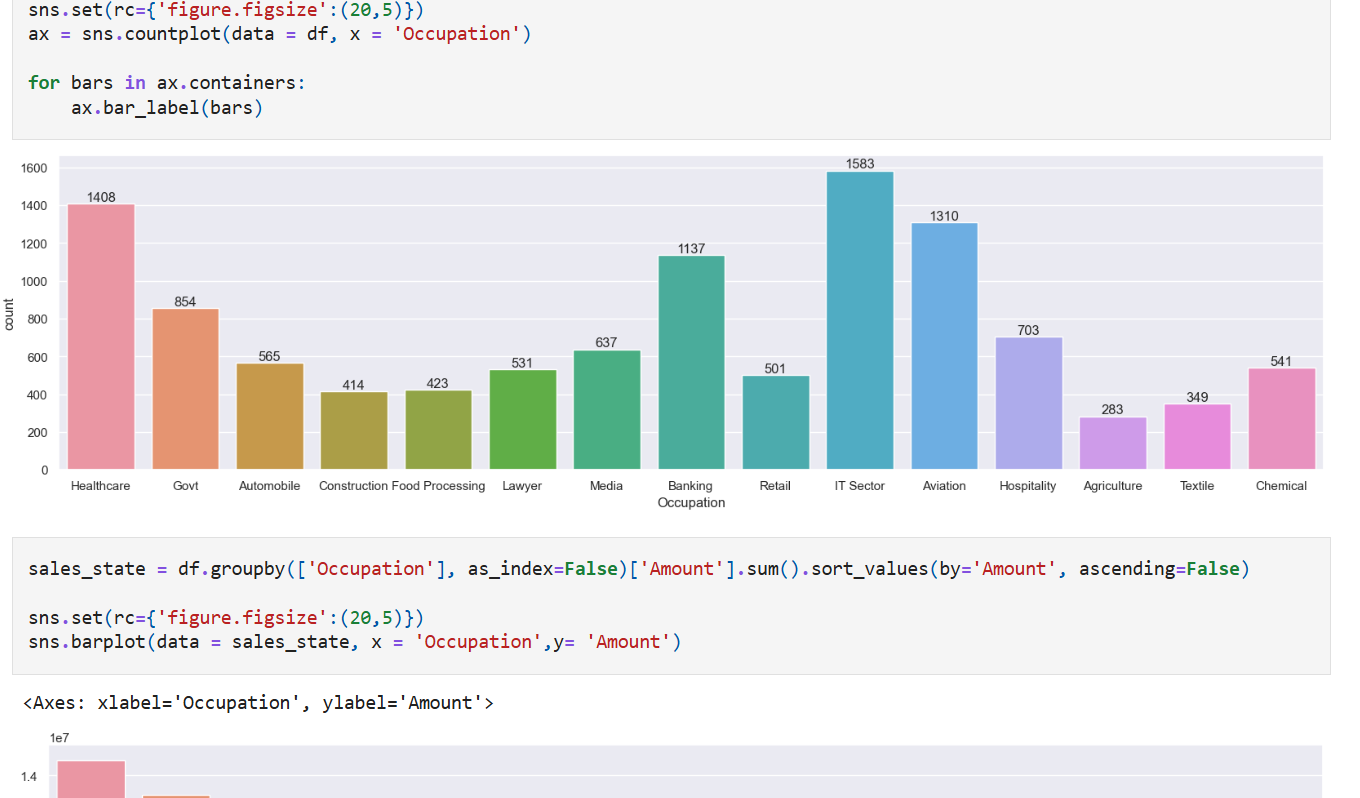 sns.set(rc={'figure.figsize':(20,5)})
ax = sns.countplot(data = df, x = 'Occupation')
for bars in ax.containers:
    ax.bar_label(bars)
1600
1400
1200
1000
800
600
400
200
0
count
1408
854
565
414
423
531
637
1137
501
1583
1310
703
283
349
541
Healthcare Govt Automobile Construction Food Processing Lawyer Media Banking Retail IT Sector Aviation Hospitality Agriculture Textile Chemical
Occupation
sales_state = df.groupby(['Occupation'], as_index=False)['Amount'].sum().sort_values(by='Amount', ascending=False)
sns.set(rc={'figure.figsize':(20,5)})
sns.barplot(data = sales_state, x = 'Occupation',y= 'Amount')
<Axes: xlabel='Occupation', ylabel='Amount'>
1e7
1.4